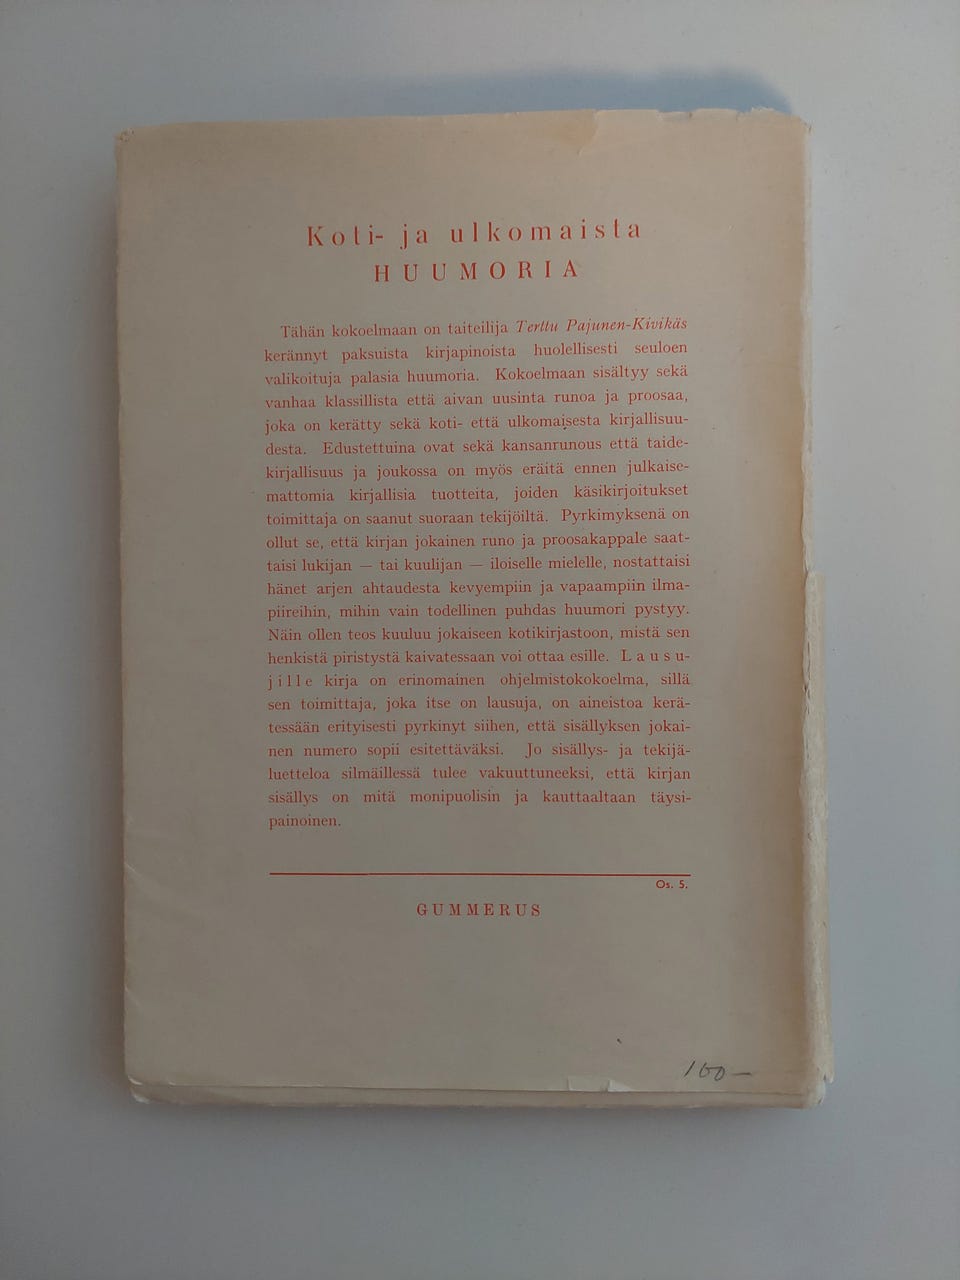 Koti- ja ulkomaista
HUUMORIA
Tähän kokoelmaan on taiteilija Terttu Pajunen-Kivikäs
kerännyt paksuista kirjapinoista huolellisesti seuloen
valikoituja palasia huumoria. Kokoelmaan sisältyy sekä
vanhaa klassillista että aivan uusinta runoa ja proosaa,
joka on kerätty sekä koti- että ulkomaisesta kirjallisuu-
desta. Edustettuina ovat sekä kansanrunous että taide-
kirjallisuus ja joukossa on myös eräitä ennen julkaise-
mattomia kirjallisia tuotteita, joiden käsikirjoitukset
toimittaja on saanut suoraan tekijöiltä. Pyrkimyksenä on
ollut se, että kirjan jokainen runo ja proosakappale saat-
taisi lukijan — tai kuulijan — iloiselle mielelle, nostattaisi
hänet arjen ahtaudesta kevyempiin ja vapaampiin ilma-
piireihin, mihin vain todellinen puhdas huumori pystyy.
Näin ollen teos kuuluu jokaiseen kotikirjastoon, mistä sen
henkistä piristystä kaivatessaan voi ottaa esille. Lausu-
jille kirja on erinomainen ohjelmistokokoelma, sillä
sen toimittaja, joka itse on lausuja, on aineistoa kerä-
tessään erityisesti pyrkinyt siihen, että sisällyksen jokai-
nen numero sopii esitettäväksi. Jo sisällys- ja tekijä-
luetteloa silmäillessä tulee vakuuttuneeksi, että kirjan
sisällys on mitä monipuolisin ja kauttaaltaan täysi-
painoinen.
Os. 5.
GUMMERUS
100—